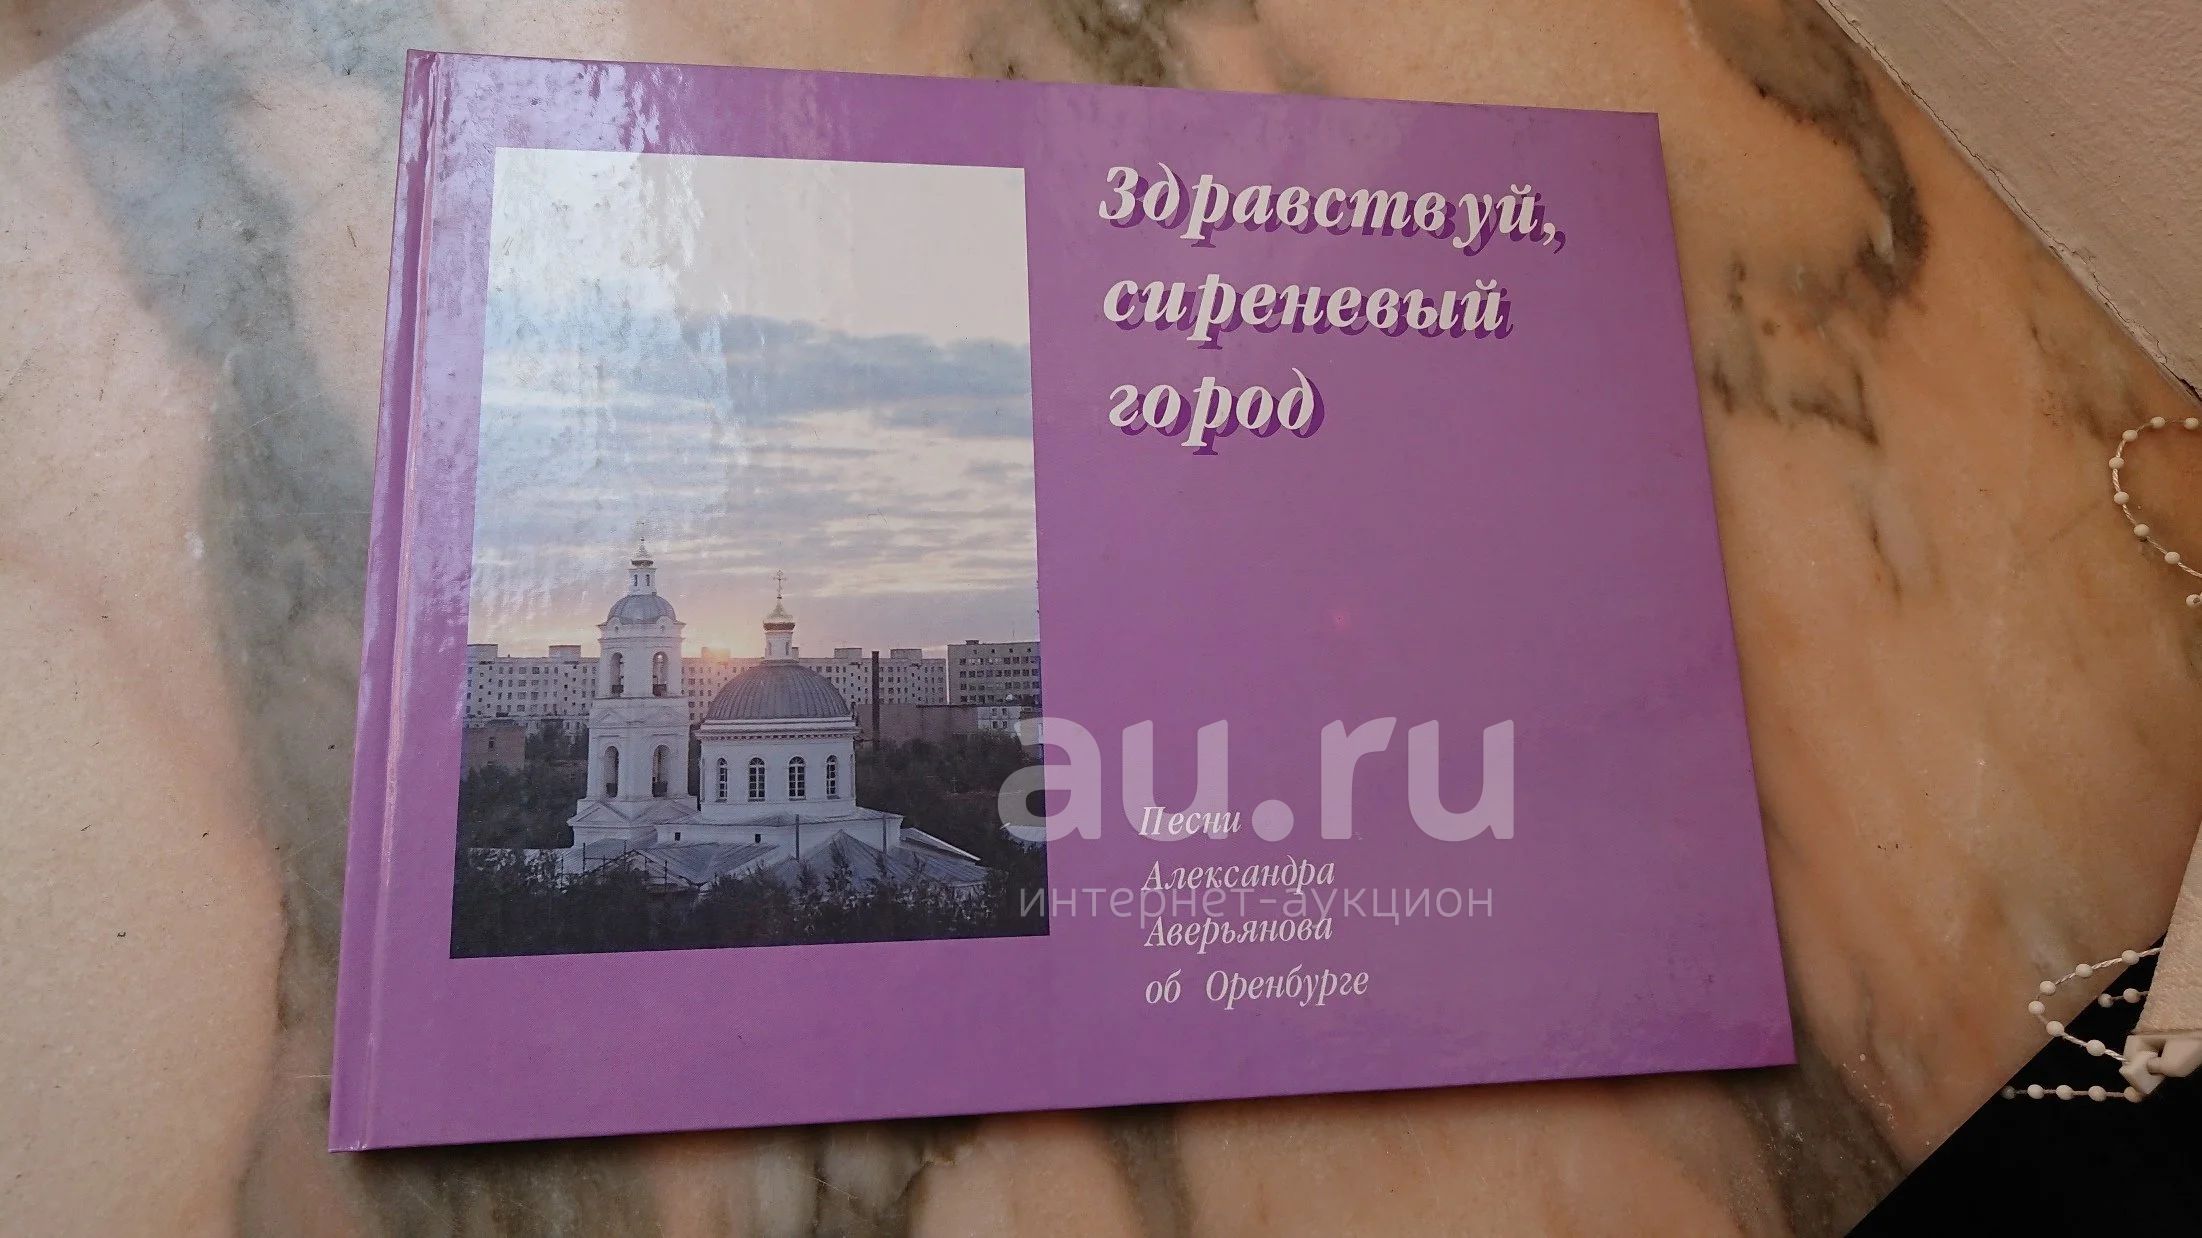 Здравствуй,
сиреневый
город
au.ru
Песни
Александра
интернет-аукцион
Аверьянова
об Оренбурге